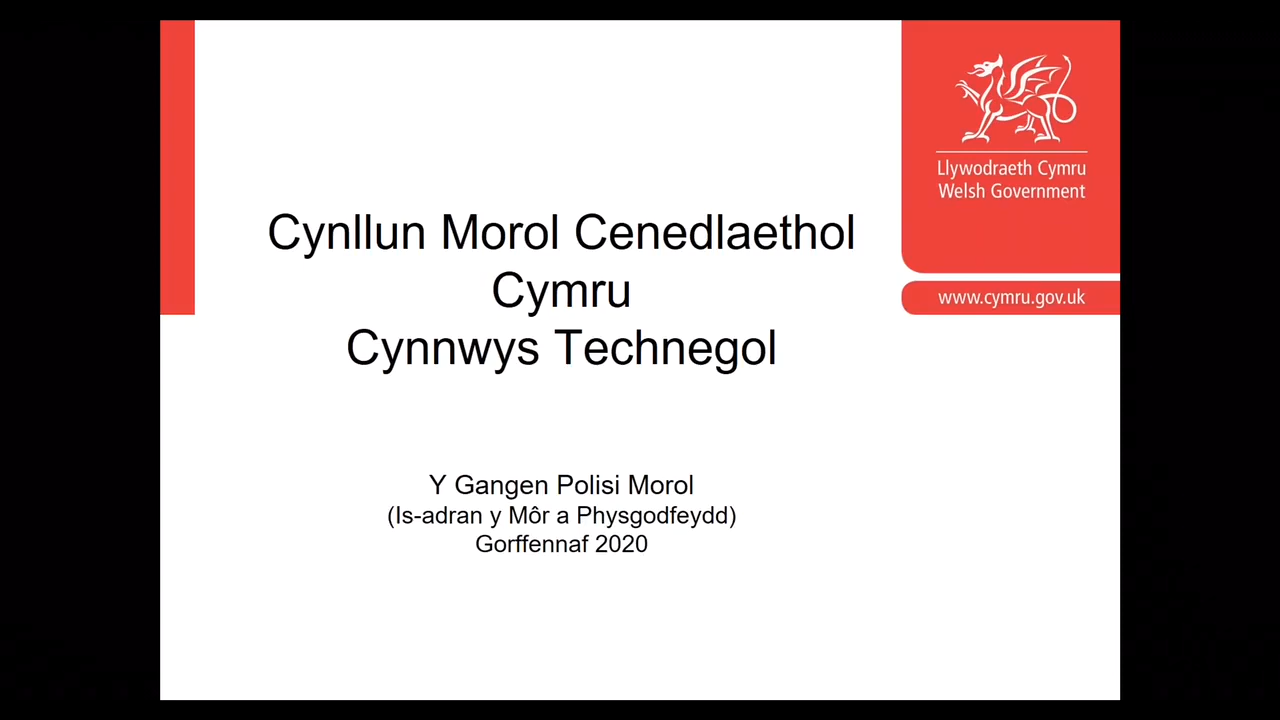 Llywodraeth Cymru
Welsh Government
www.cymru.gov.uk
Cynllun Morol Cenedlaethol
Cymru
Cynnwys Technegol
Y Gangen Polisi Morol
(Is-adran y Môr a Physgodfeydd)
Gorffennaf 2020